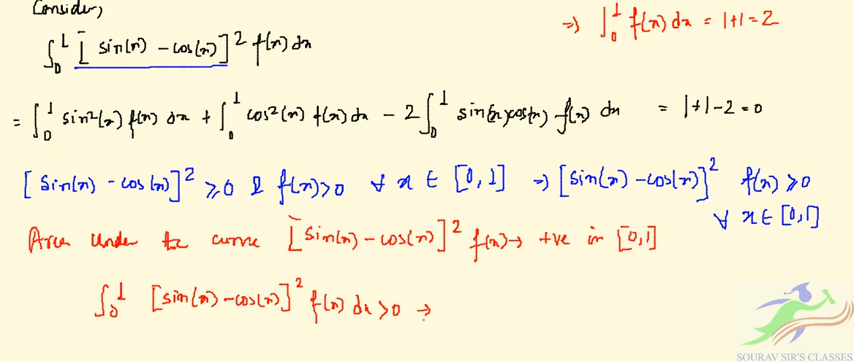 Consider,
⇒ ∫₀¹ f(x) dx = 1+1 = 2
∫₀¹ [sin(x) - cos(x)]² f(x) dx
= ∫₀¹ sin²(x) f(x) dx + ∫₀¹ cos²(x) f(x) dx - 2∫₀¹ sin(x) cos(x) f(x) dx = 1+1-2=0
[sin(x) - cos(x)]² ≥0 & f(x)>0 ∀ x ∈ [0,1] ⇒ [sin(x) - cos(x)]² f(x) ≥0
∀ x ∈ [0,1]
Area under the curve [sin(x) - cos(x)]² f(x) → +ve in [0,1]
∫₀¹ [sin(x) - cos(x)]² f(x) dx >0 →
SOURAV SIR'S CLASSES